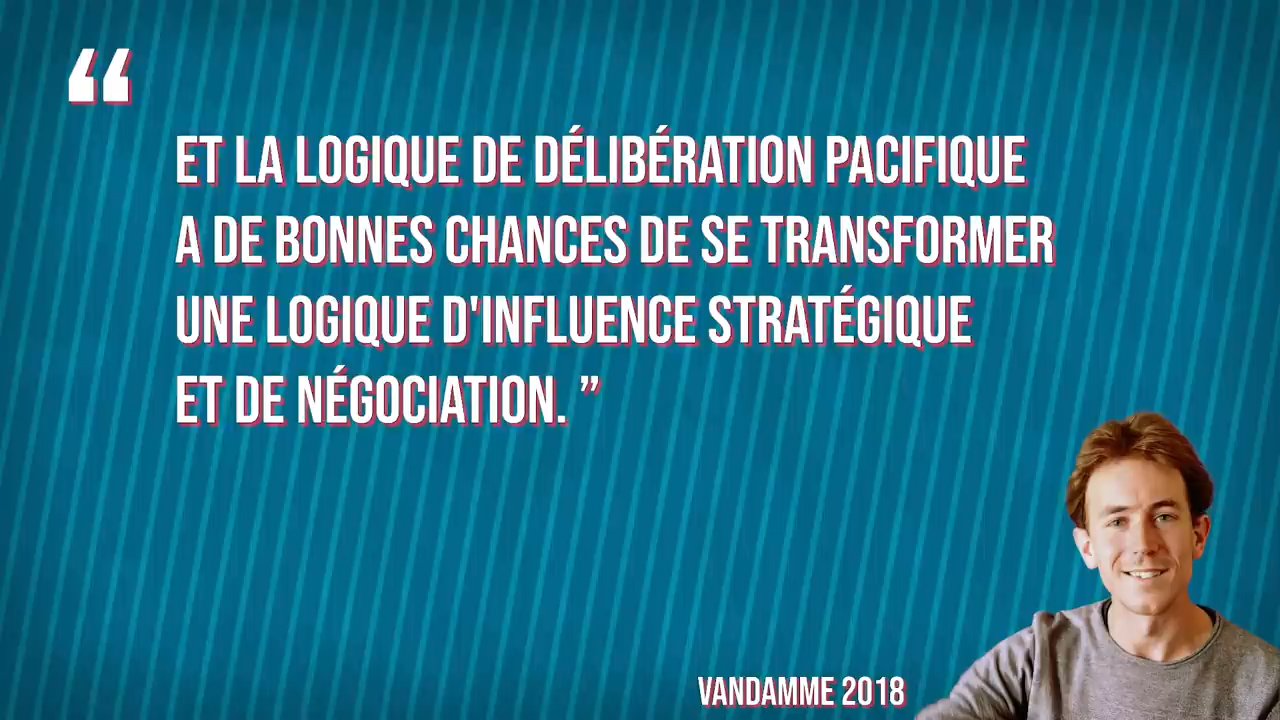 “
ET LA LOGIQUE DE DÉLIBÉRATION PACIFIQUE
A DE BONNES CHANCES DE SE TRANSFORMER
UNE LOGIQUE D'INFLUENCE STRATÉGIQUE
ET DE NÉGOCIATION. ”
VANDAMME 2018